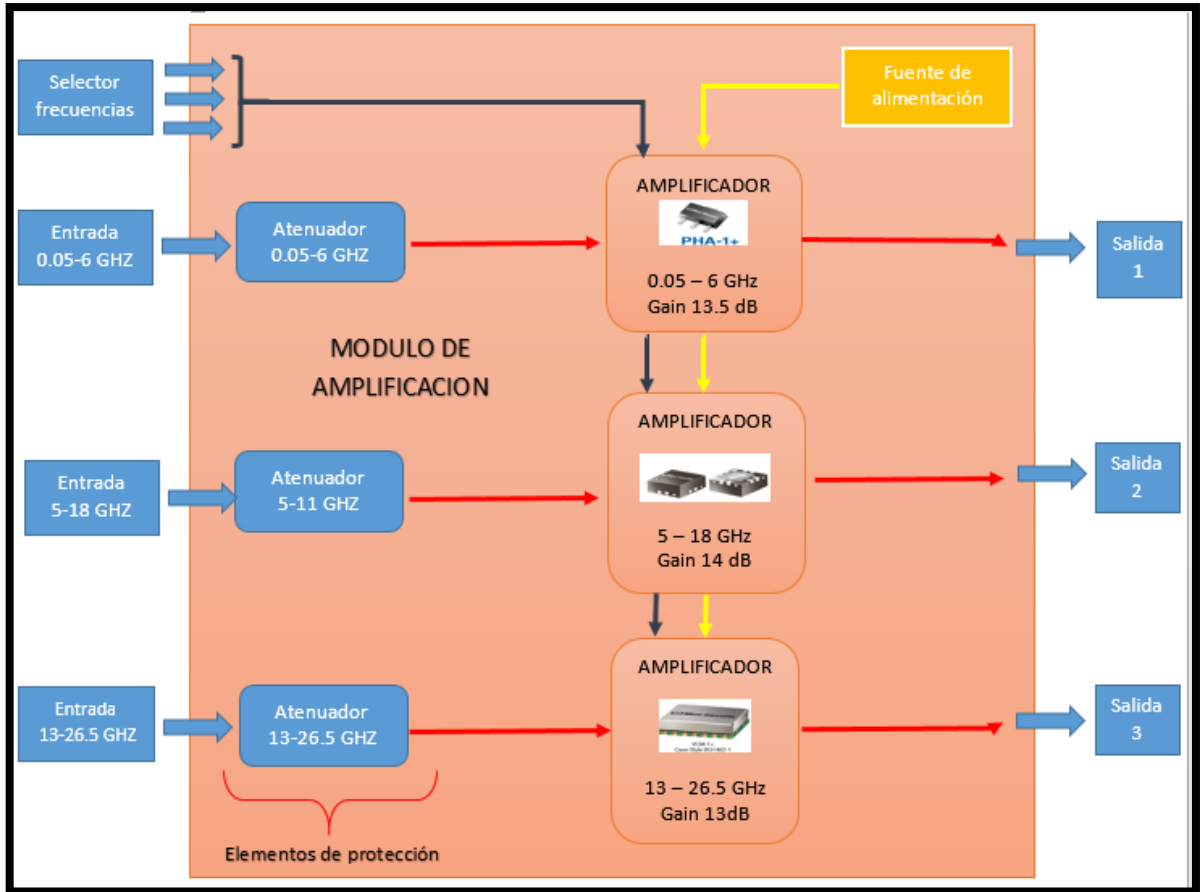 Selector
frecuencias
Fuente de
alimentación
AMPLIFICADOR
PHA-1+
0.05 – 6 GHz
Gain 13.5 dB
Entrada
0.05-6 GHZ
Atenuador
0.05-6 GHZ
Salida
1
MODULO DE
AMPLIFICACION
AMPLIFICADOR
5 – 18 GHz
Gain 14 dB
Entrada
5-18 GHZ
Atenuador
5-11 GHZ
Salida
2
AMPLIFICADOR
13 – 26.5 GHz
Gain 13dB
Entrada
13-26.5 GHZ
Atenuador
13-26.5 GHZ
Salida
3
Elementos de protección